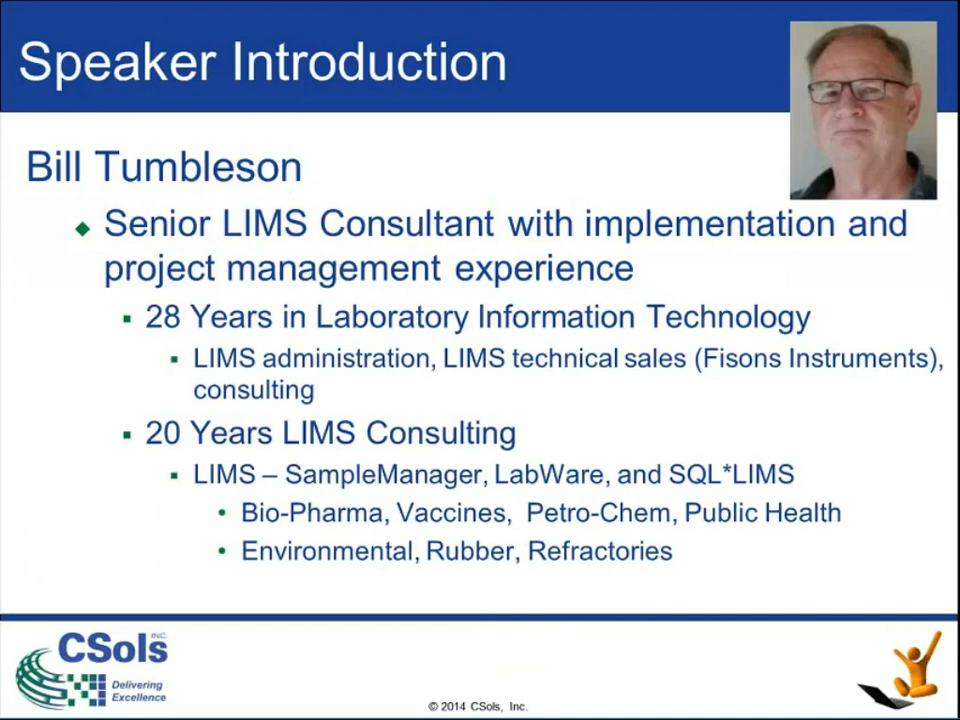 Speaker Introduction
Bill Tumbleson
Senior LIMS Consultant with implementation and
project management experience
28 Years in Laboratory Information Technology
LIMS administration, LIMS technical sales (Fisons Instruments),
consulting
20 Years LIMS Consulting
LIMS – SampleManager, LabWare, and SQL*LIMS
Bio-Pharma, Vaccines, Petro-Chem, Public Health
Environmental, Rubber, Refractories
CSols INC.
Delivering
Excellence
© 2014 CSols, Inc.